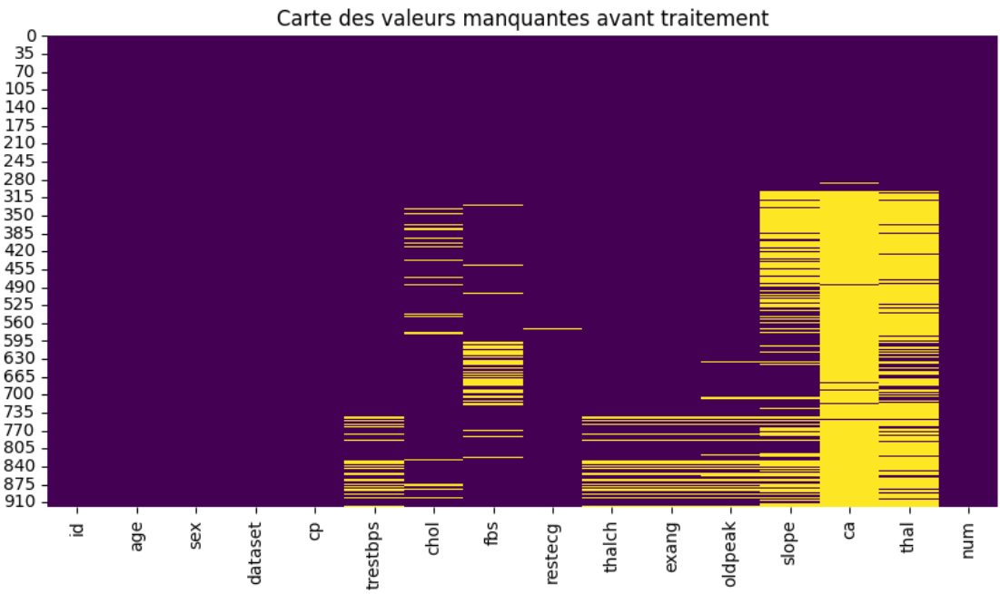 Carte des valeurs manquantes avant traitement
0
35
70
105
140
175
210
245
280
315
350
385
420
455
490
525
560
595
630
665
700
735
770
805
840
875
910
id
age
sex
dataset
cp
trestbps
chol
fbs
restecg
thalch
exang
oldpeak
slope
ca
thal
num